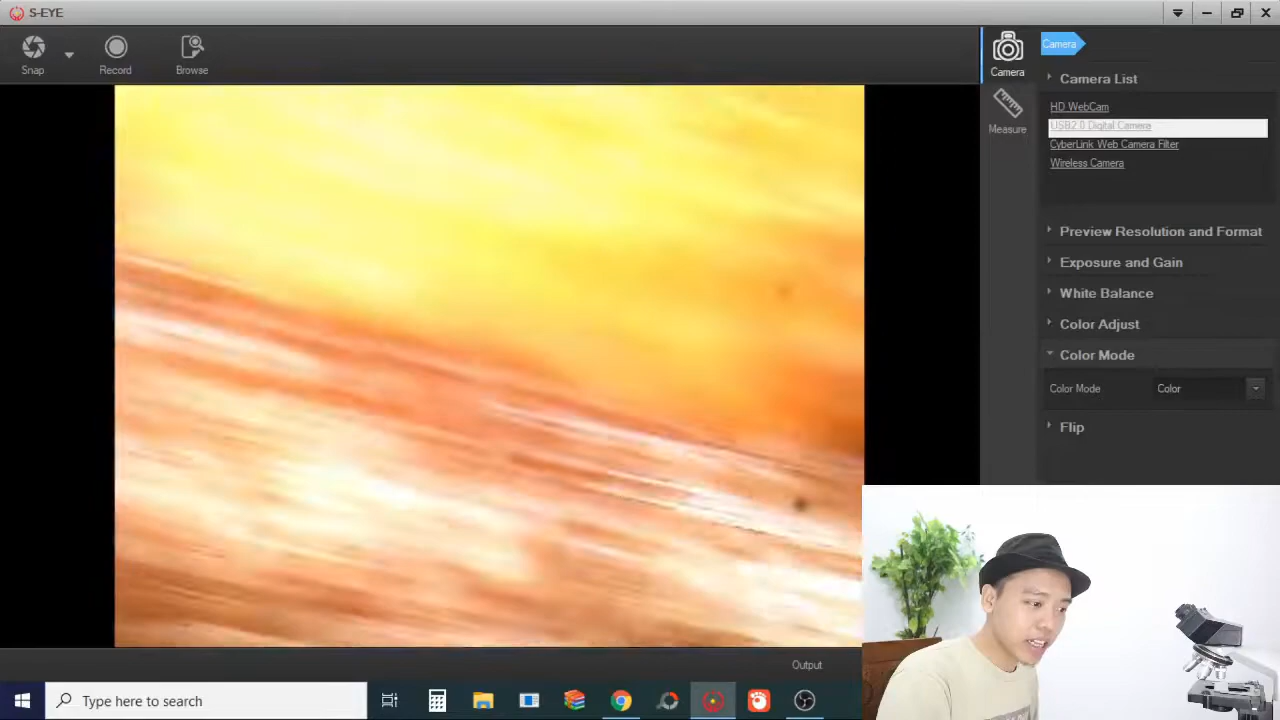 S-EYE
Snap
Record
Browse
Camera
Measure
Camera
Camera List
HD WebCam
USB2.0 Digital Camera
CyberLink Web Camera Filter
Wireless Camera
Preview Resolution and Format
Exposure and Gain
White Balance
Color Adjust
Color Mode
Color Mode Color
Flip
Output
Type here to search